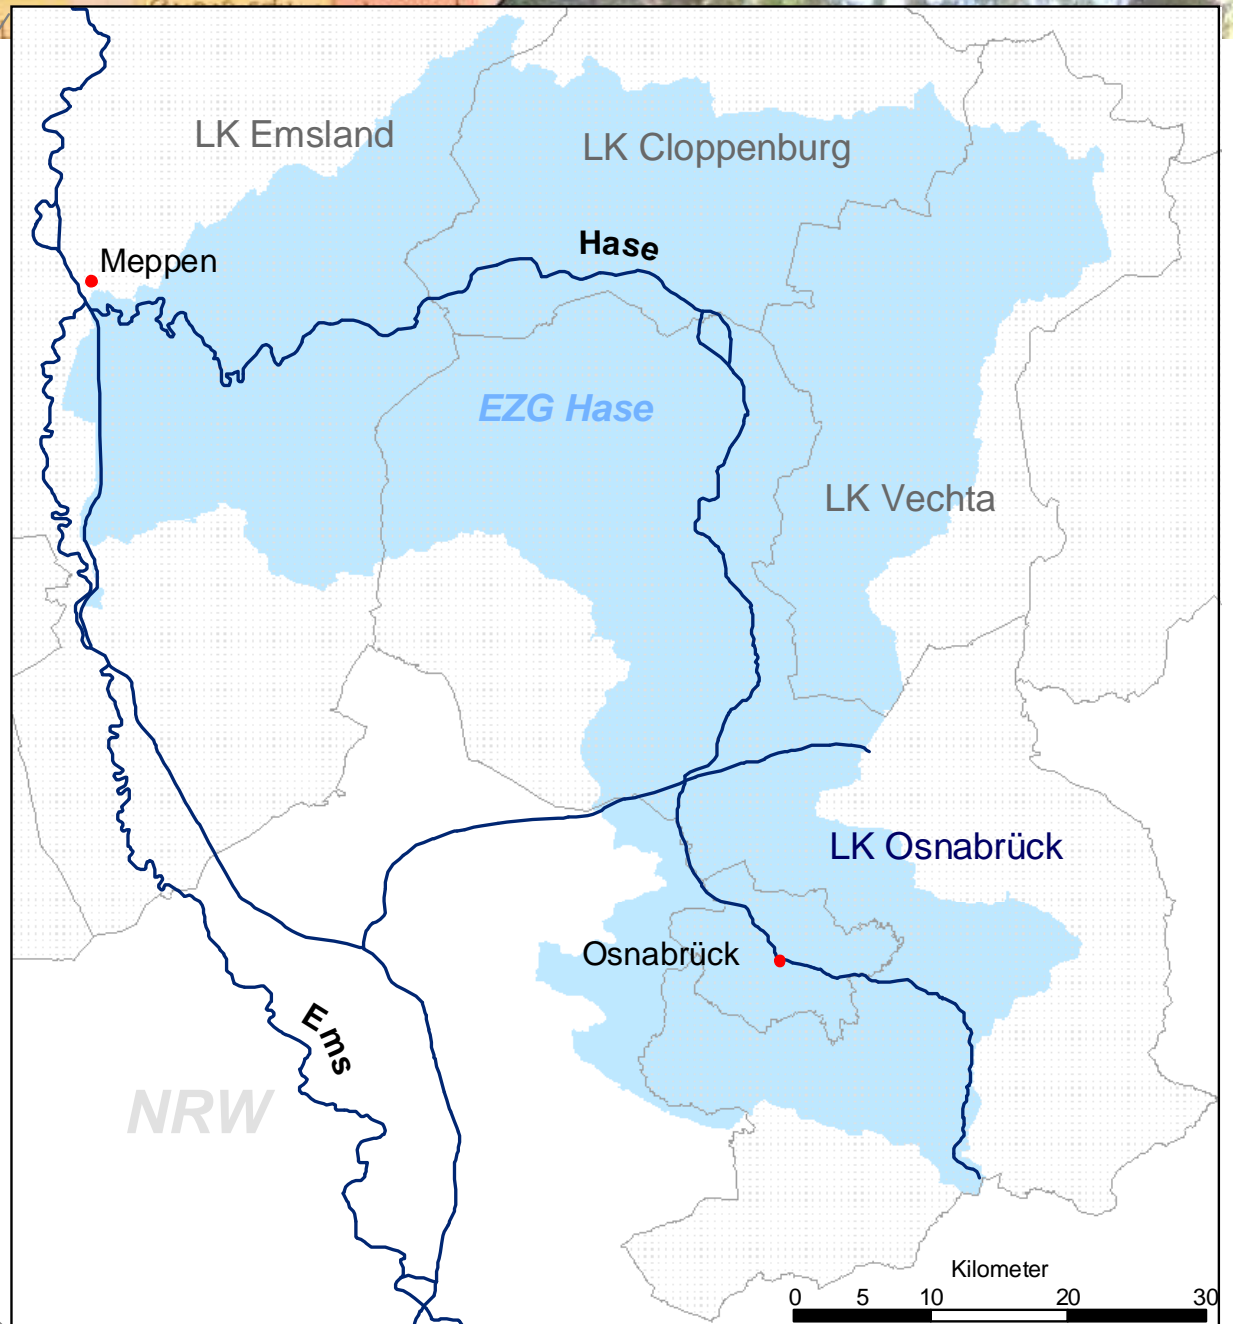 LK Emsland
LK Cloppenburg
Hase
Meppen
EZG Hase
LK Vechta
LK Osnabrück
Osnabrück
Ems
NRW
Kilometer
0 5 10 20 30